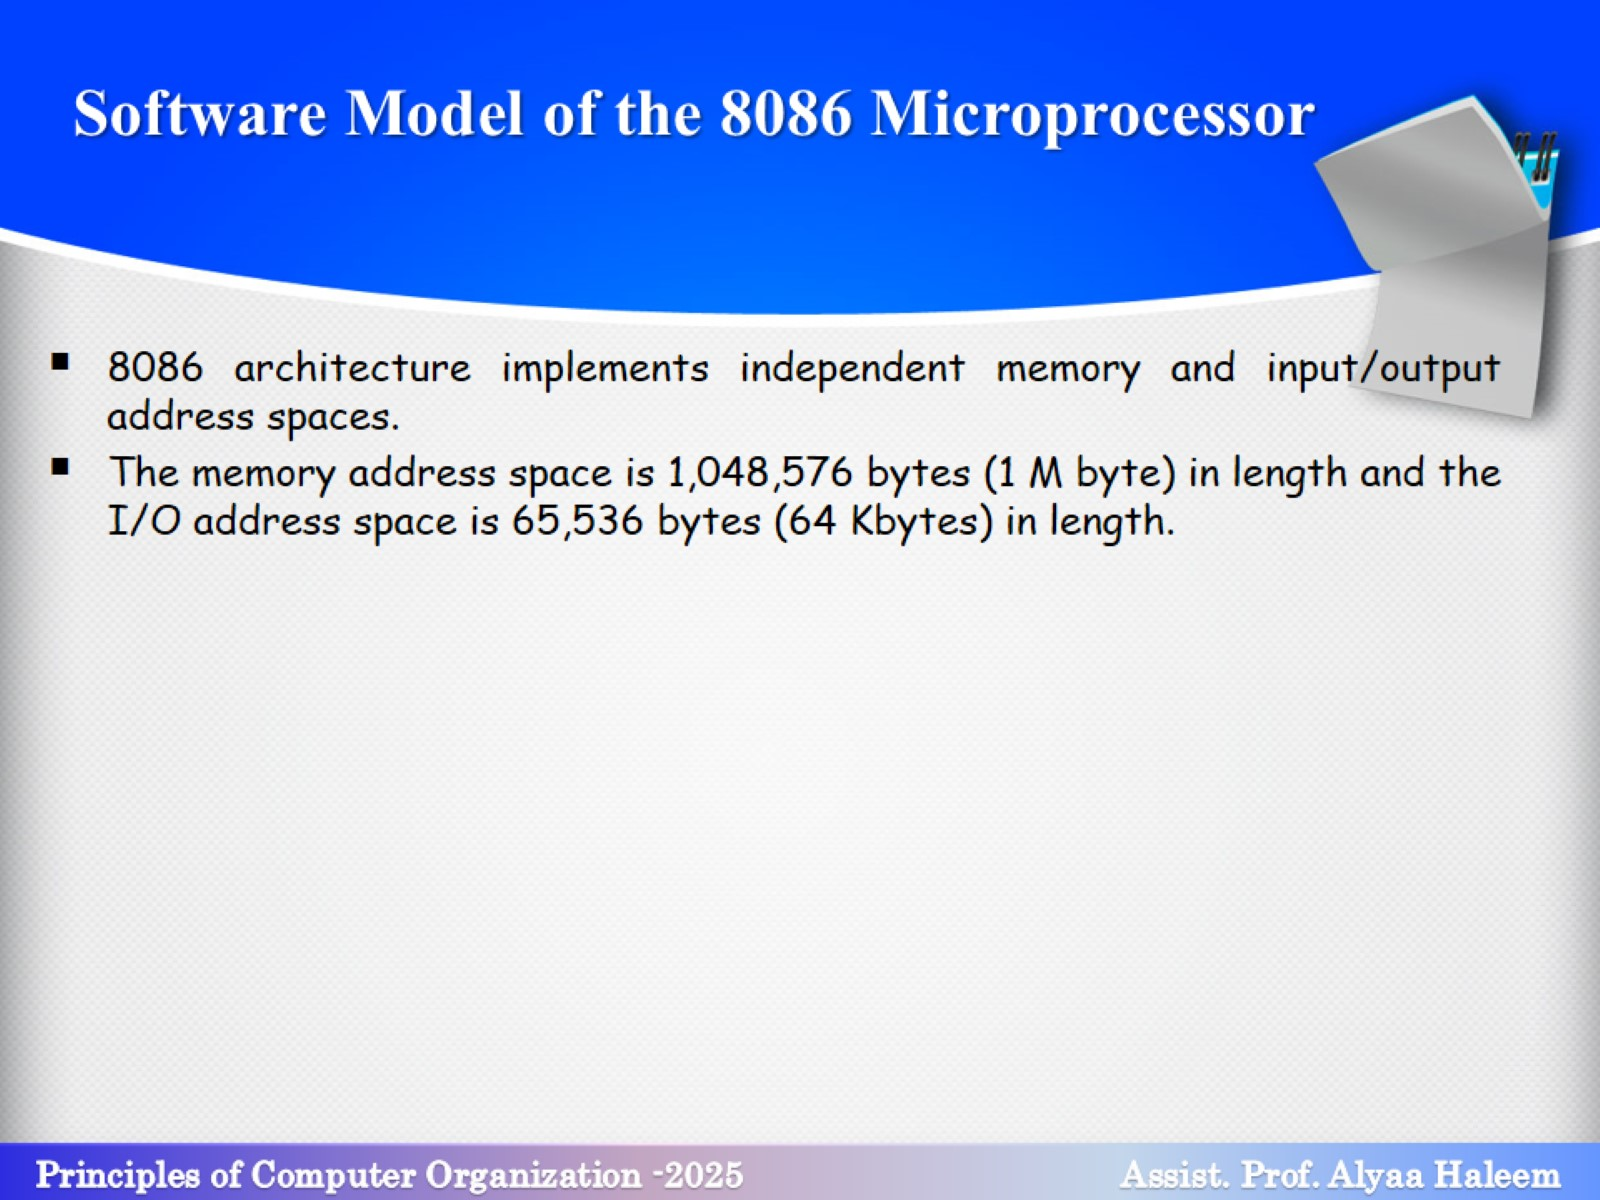 Software Model of the 8086 Microprocessor
▪ 8086 architecture implements independent memory and input/output
address spaces.
▪ The memory address space is 1,048,576 bytes (1 M byte) in length and the
I/O address space is 65,536 bytes (64 Kbytes) in length.
Principles of Computer Organization -2025
Assist. Prof. Alyaa Haleem